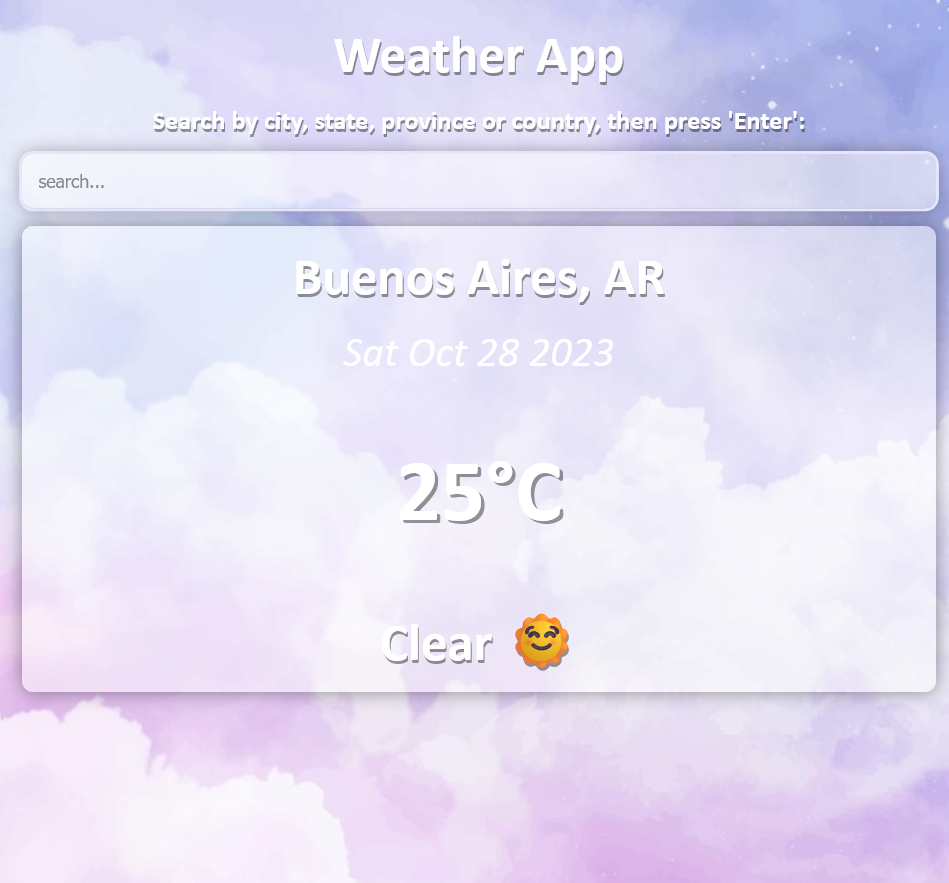 Weather App
Search by city, state, province or country, then press 'Enter':
search...
Buenos Aires, AR
Sat Oct 28 2023
25°C
Clear